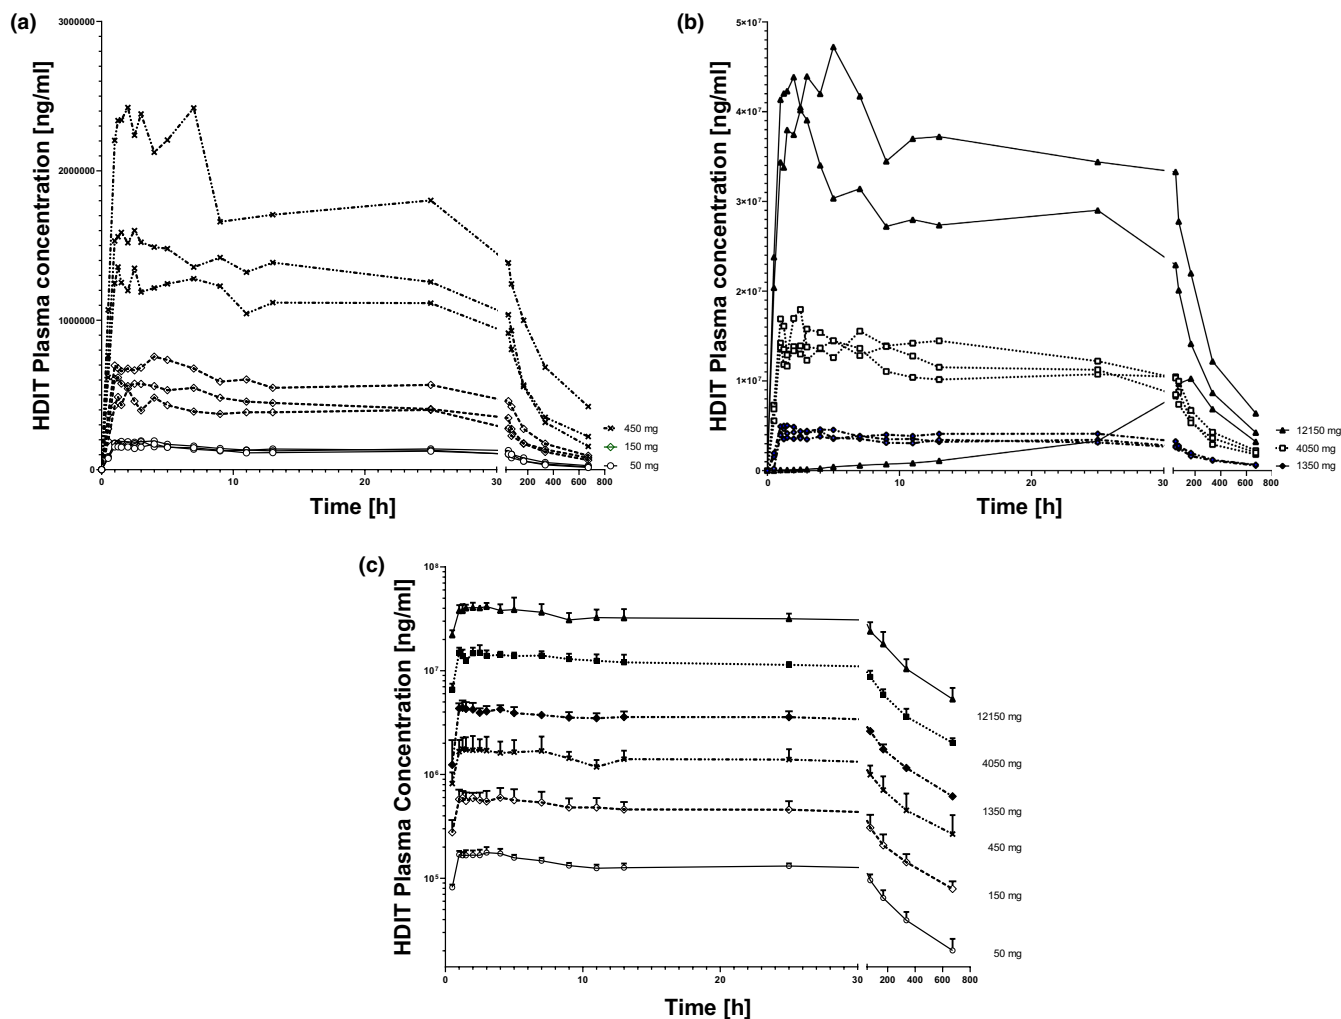 (a)
HDIT Plasma concentration [ng/ml]
3000000
2000000
1000000
0
0
10
20
30
0
200
400
600
800
Time [h]
450 mg
150 mg
50 mg
(b)
HDIT Plasma concentration [ng/ml]
5×10⁷
4×10⁷
3×10⁷
2×10⁷
1×10⁷
0
0
10
20
30
0
200
400
600
800
Time [h]
12150 mg
4050 mg
1350 mg
(c)
HDIT Plasma Concentration [ng/ml]
10⁸
10⁷
10⁶
10⁵
0
10
20
30
200
400
600
800
Time [h]
12150 mg
4050 mg
1350 mg
450 mg
150 mg
50 mg